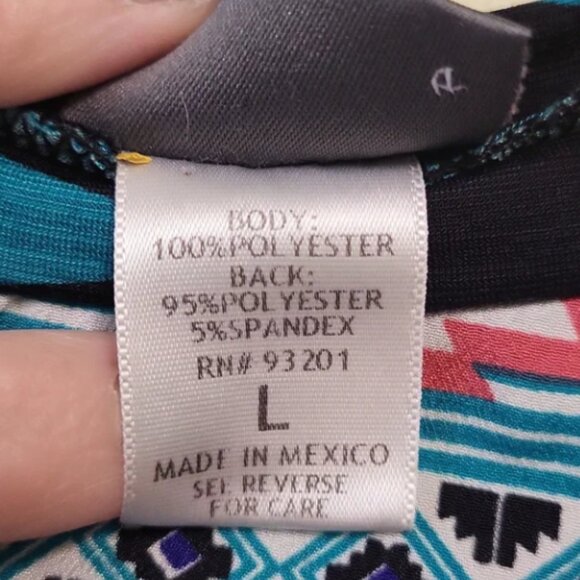 BODY:
100%POLYESTER
BACK:
95%POLYESTER
5%SPANDEX
RN# 93201
L
MADE IN MEXICO
SEE REVERSE
FOR CARE